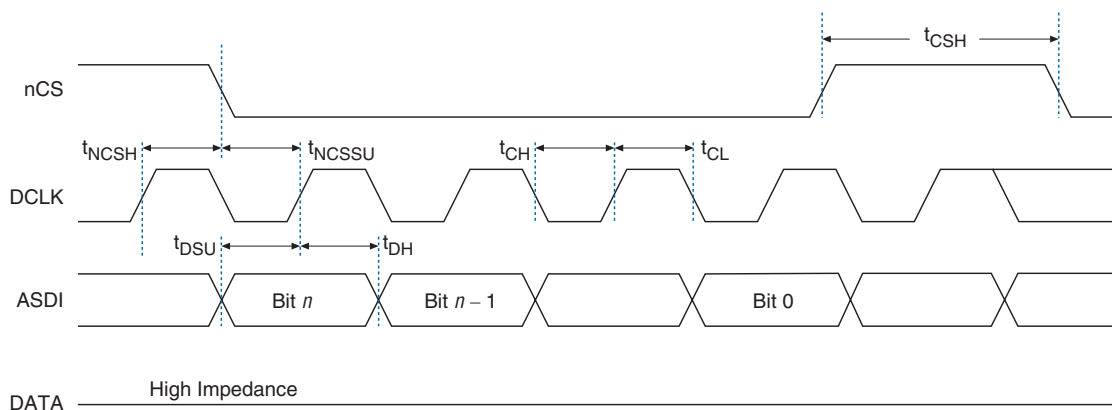 tCSH
nCS
tNCSH
tNCSSU
tCH
tCL
DCLK
tDSU
tDH
ASDI
Bit n
Bit n – 1
Bit 0
High Impedance
DATA